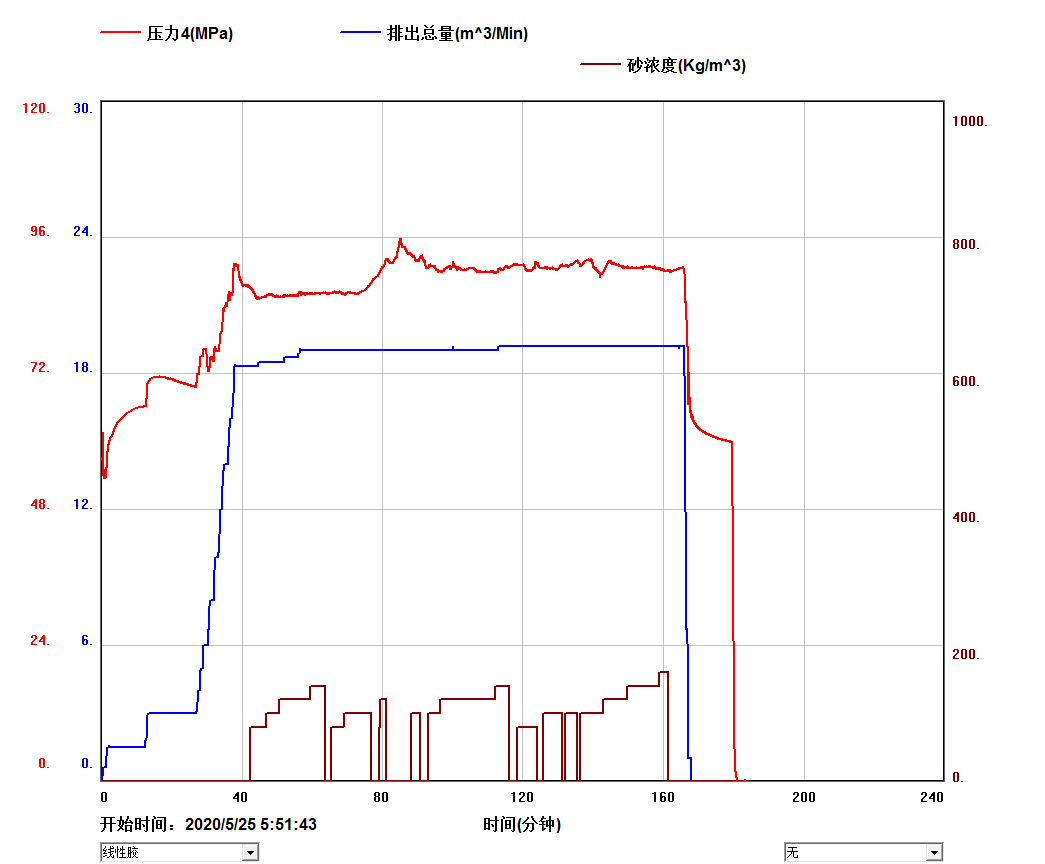 压力4(MPa) 排出总量(m^3/Min)
砂浓度(Kg/m^3)
120. 30. 1000.
96. 24. 800.
72. 18. 600.
48. 12. 400.
24. 6. 200.
0. 0. 0.
0 40 80 120 160 200 240
开始时间：2020/5/25 5:51:43 时间(分钟)
线性胶 无